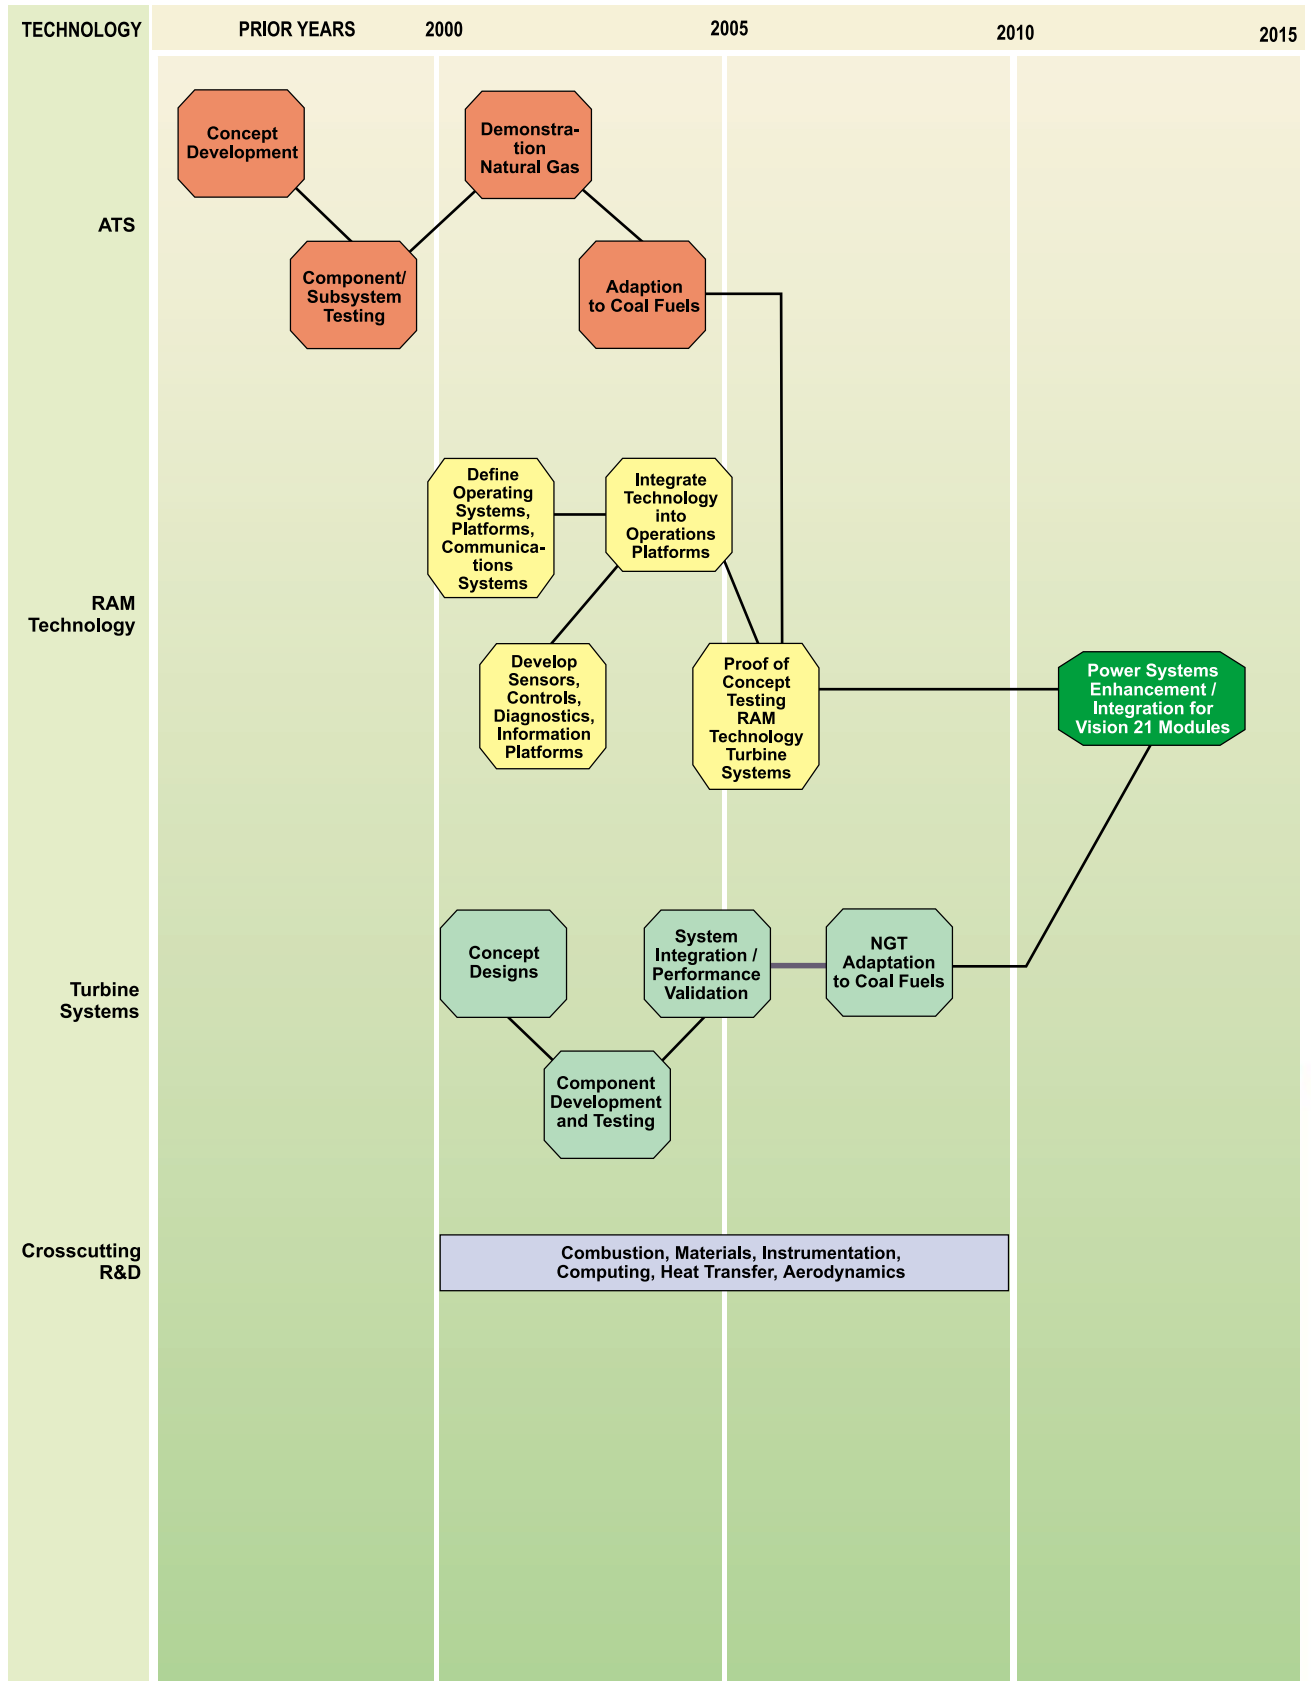 TECHNOLOGY
PRIOR YEARS
2000
2005
2010
2015
ATS
Concept
Development
Component/
Subsystem
Testing
Demonstra-
tion
Natural Gas
Adaption
to Coal Fuels
RAM
Technology
Define
Operating
Systems,
Platforms,
Communica-
tions
Systems
Integrate
Technology
into
Operations
Platforms
Develop
Sensors,
Controls,
Diagnostics,
Information
Platforms
Proof of
Concept
Testing
RAM
Technology
Turbine
Systems
Power Systems
Enhancement /
Integration for
Vision 21 Modules
Turbine
Systems
Concept
Designs
Component
Development
and Testing
System
Integration /
Performance
Validation
NGT
Adaptation
to Coal Fuels
Crosscutting
R&D
Combustion, Materials, Instrumentation,
Computing, Heat Transfer, Aerodynamics